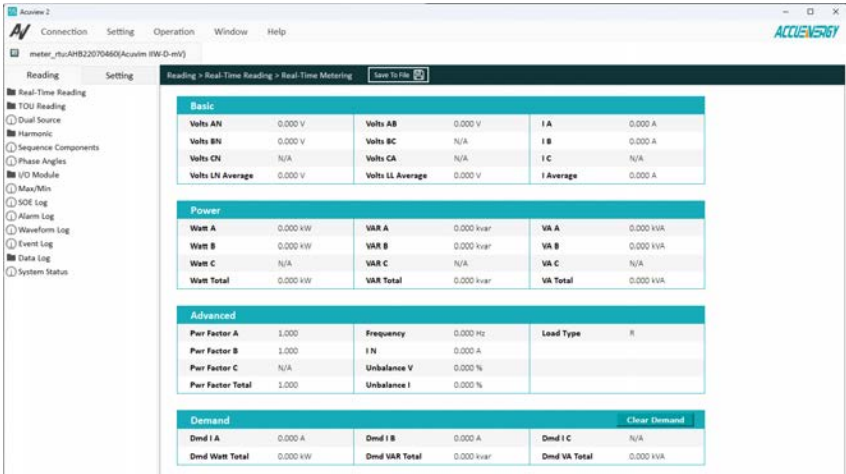 Acuview 2
Connection Setting Operation Window Help
ACCUENERGY
meter_rtu:AHB22070460(Acuvim IIW-D-mV)
Reading Setting
Reading > Real-Time Reading > Real-Time Metering Save To File
Real-Time Reading
TOU Reading
Dual Source
Harmonic
Sequence Components
Phase Angles
I/O Module
Max/Min
SOE Log
Alarm Log
Waveform Log
Event Log
Data Log
System Status
Basic
Volts AN 0.000 V Volts AB 0.000 V I A 0.000 A
Volts BN 0.000 V Volts BC N/A I B 0.000 A
Volts CN N/A Volts CA N/A I C N/A
Volts LN Average 0.000 V Volts LL Average 0.000 V I Average 0.000 A
Power
Watt A 0.000 kW VAR A 0.000 kvar VA A 0.000 kVA
Watt B 0.000 kW VAR B 0.000 kvar VA B 0.000 kVA
Watt C N/A VAR C N/A VA C N/A
Watt Total 0.000 kW VAR Total 0.000 kvar VA Total 0.000 kVA
Advanced
Pwr Factor A 1.000 Frequency 0.000 Hz Load Type R
Pwr Factor B 1.000 I N 0.000 A
Pwr Factor C N/A Unbalance V 0.000 %
Pwr Factor Total 1.000 Unbalance I 0.000 %
Demand Clear Demand
Dmd I A 0.000 A Dmd I B 0.000 A Dmd I C N/A
Dmd Watt Total 0.000 kW Dmd VAR Total 0.000 kvar Dmd VA Total 0.000 kVA